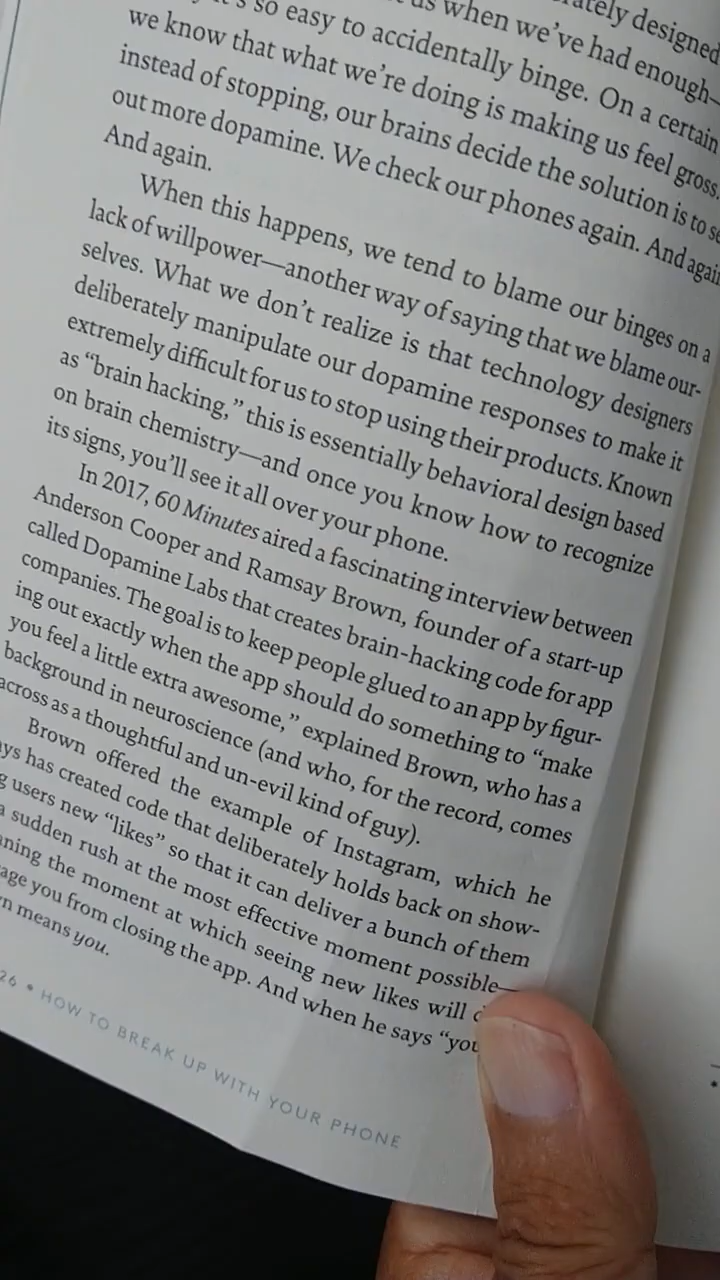 us when we've had enough—
so easy to accidentally binge. On a certain
we know that what we're doing is making us feel gross.
instead of stopping, our brains decide the solution is to
out more dopamine. We check our phones again. And again
And again.
When this happens, we tend to blame our binges on a
lack of willpower—another way of saying that we blame our-
selves. What we don't realize is that technology designers
deliberately manipulate our dopamine responses to make it
extremely difficult for us to stop using their products. Known
as "brain hacking," this is essentially behavioral design based
on brain chemistry—and once you know how to recognize
its signs, you'll see it all over your phone.
In 2017, 60 Minutes aired a fascinating interview between
Anderson Cooper and Ramsay Brown, founder of a start-up
called Dopamine Labs that creates brain-hacking code for app
companies. The goal is to keep people glued to an app by figur-
ing out exactly when the app should do something to "make
you feel a little extra awesome," explained Brown, who has a
background in neuroscience (and who, for the record, comes
across as a thoughtful and un-evil kind of guy).
Brown offered the example of Instagram, which he
ys has created code that deliberately holds back on show-
g users new "likes" so that it can deliver a bunch of them
a sudden rush at the most effective moment possible—
ning the moment at which seeing new likes will
age you from closing the app. And when he says "you
n means you.
26 • HOW TO BREAK UP WITH YOUR PHONE